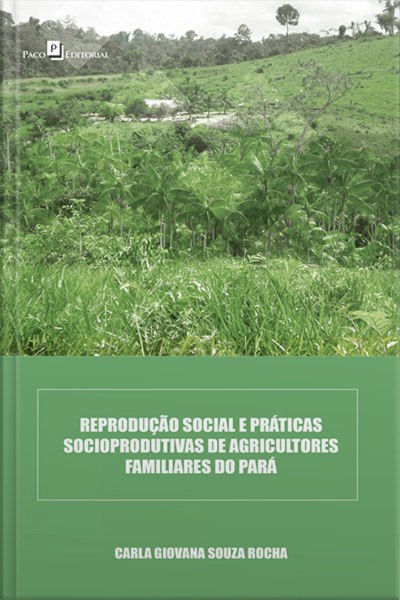 PACO P EDITORIAL
REPRODUÇÃO SOCIAL E PRÁTICAS
SOCIOPRODUTIVAS DE AGRICULTORES
FAMILIARES DO PARÁ
CARLA GIOVANA SOUZA ROCHA